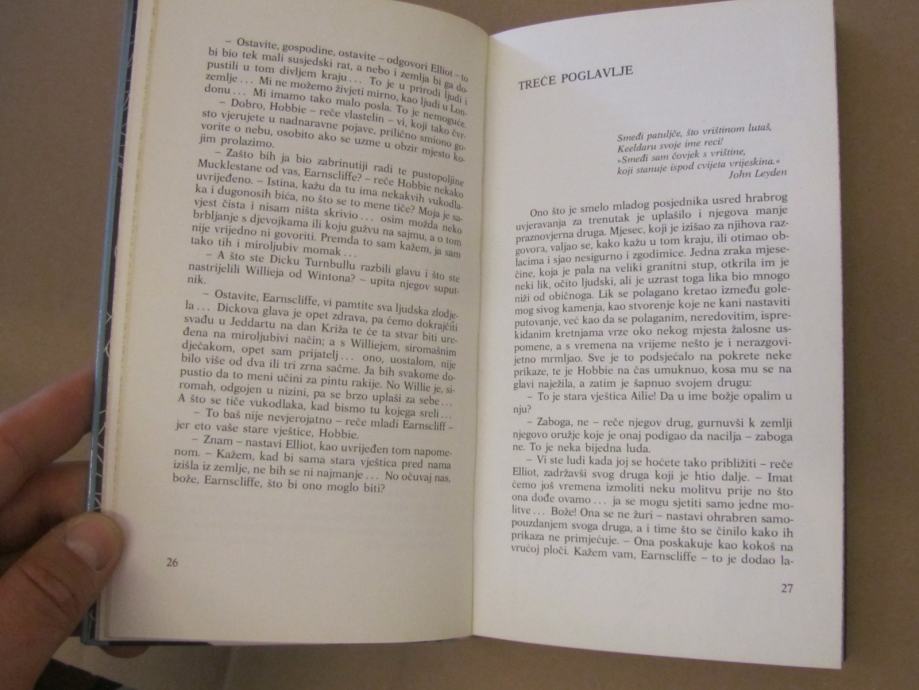 – Ostavite, gospodine, ostavite – odgovori Elliot – to
bi bio tek mali susjedski rat, a nebo i zemlja bi ga do-
pustili u tom divljem kraju... To je u prirodi ljudi i
zemlje... Mi ne možemo živjeti mirno, kao ljudi u Lon-
donu... Mi imamo tako malo posla. To je nemoguće.
– Dobro, Hobbie – reče vlastelin – vi, koji tako čvr-
sto vjerujete u nadnaravne pojave, prilično smiono go-
vorite o nebu, osobito ako se uzme u obzir mjesto ko-
jim prolazimo.
– Zašto bih ja bio zabrinutiji radi te pustopoljine
Mucklestane od vas, Earnscliffe? – reče Hobbie nekako
uvrijeđeno. – Istina, kažu da tu ima nekakvih vukodla-
ka i dugonosih bića, no što se to mene tiče? Moja je sa-
vjest čista i nisam ništa skrivio... osim možda neko
brbljanje s djevojkama ili koju gužvu na sajmu, a o tom
nije vrijedno ni govoriti. Premda to sam kažem, ja sam
tako tih i miroljubiv momak...
– A što ste Dicku Turnbullu razbili glavu i što ste
nastrijelili Willieja od Wintona? – upita njegov suput-
nik.
– Ostavite, Earnscliffe, vi pamtite sva ljudska zlodje-
la... Dickova glava je opet zdrava, pa ćemo dokrajčiti
svađu u Jeddartu na dan Križa te će ta stvar biti ure-
đena na miroljubivi način; a s Williejem, siromašnim
dječakom, opet sam prijatelj... ono, uostalom, nije
bilo više od dva ili tri zrna sačme. Ja bih svakome do-
pustio da to meni učini za pintu rakije. No Willie je, si-
romah, odgojen u nizini, pa se brzo uplaši za sebe...
A što se tiče vukodlaka, kad bismo tu kojega sreli...
– To baš nije nevjerojatno – reče mladi Earnscliff –
jer eto vaše stare vještice, Hobbie.
– Znam – nastavi Elliot, kao uvrijeđen tom napome-
nom. – Kažem, kad bi sama stara vještica pred nama
izišla iz zemlje, ne bih se ni najmanje... No očuvaj nas,
bože, Earnscliffe, što bi ono moglo biti?
26
TREĆE POGLAVLJE
Smeđi patuljče, što vrištinom lutaš,
Keeldaru svoje ime reci!
»Smeđi sam čovjek s vrištine,
koji stanuje ispod cvijeta vrijeskina.«
John Leyden
Ono što je smelo mladog posjednika usred hrabrog
uvjeravanja za trenutak je uplašilo i njegova manje
praznovjerna druga. Mjesec, koji je izišao za njihova raz-
govora, valjao se, kako kažu u tom kraju, ili otimao ob-
lacima i sjao nesigurno i zgodimice. Jedna zraka mjese-
čine, koja je pala na veliki granitni stup, otkrila im je
neki lik, očito ljudski, ali je uzrast toga lika bio mnogo
niži od običnoga. Lik se polagano kretao između gole-
mog sivog kamenja, kao stvorenje koje ne kani nastaviti
putovanje, već kao da se polaganim, neredovitim, ispre-
kidanim kretnjama vrze oko nekog mjesta žalosne us-
pomene, a s vremena na vrijeme nešto je i nerazgovi-
jetno mrmljao. Sve je to podsjećalo na pokrete neke
prikaze, te je Hobbie na čas umuknuo, kosa mu se na
glavi naježila, a zatim je šapnuo svojem drugu:
– To je stara vještica Ailie! Da u ime božje opalim u
nju?
– Zaboga, ne – reče njegov drug, gurnuvši k zemlji
njegovo oružje koje je onaj podigao da nacilja – zaboga
ne. To je neka bijedna luda.
– Vi ste ludi kada joj se hoćete tako približiti – reče
Elliot, zadržavši svog druga koji je htio dalje. – Imat
ćemo još vremena izmoliti neku molitvu prije no što
ona dođe ovamo... ja se mogu sjetiti samo jedne mo-
litve... Bože! Ona se ne žuri – nastavi ohrabren samo-
pouzdanjem svoga druga, a i time što se činilo kako ih
prikaza ne primjećuje. – Ona poskakuje kao kokoš na
vrućoj ploči. Kažem vam, Earnscliffe – to je dodao la-
27